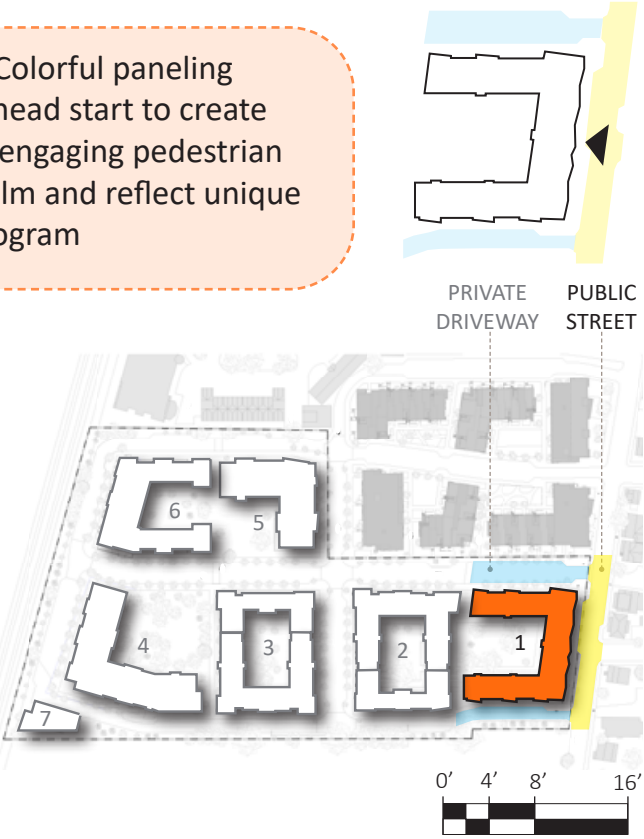 Colorful paneling
head start to create
engaging pedestrian
lm and reflect unique
ogram
PRIVATE
DRIVEWAY
PUBLIC
STREET
6
5
4
3
2
1
7
0’ 4’ 8’ 16’